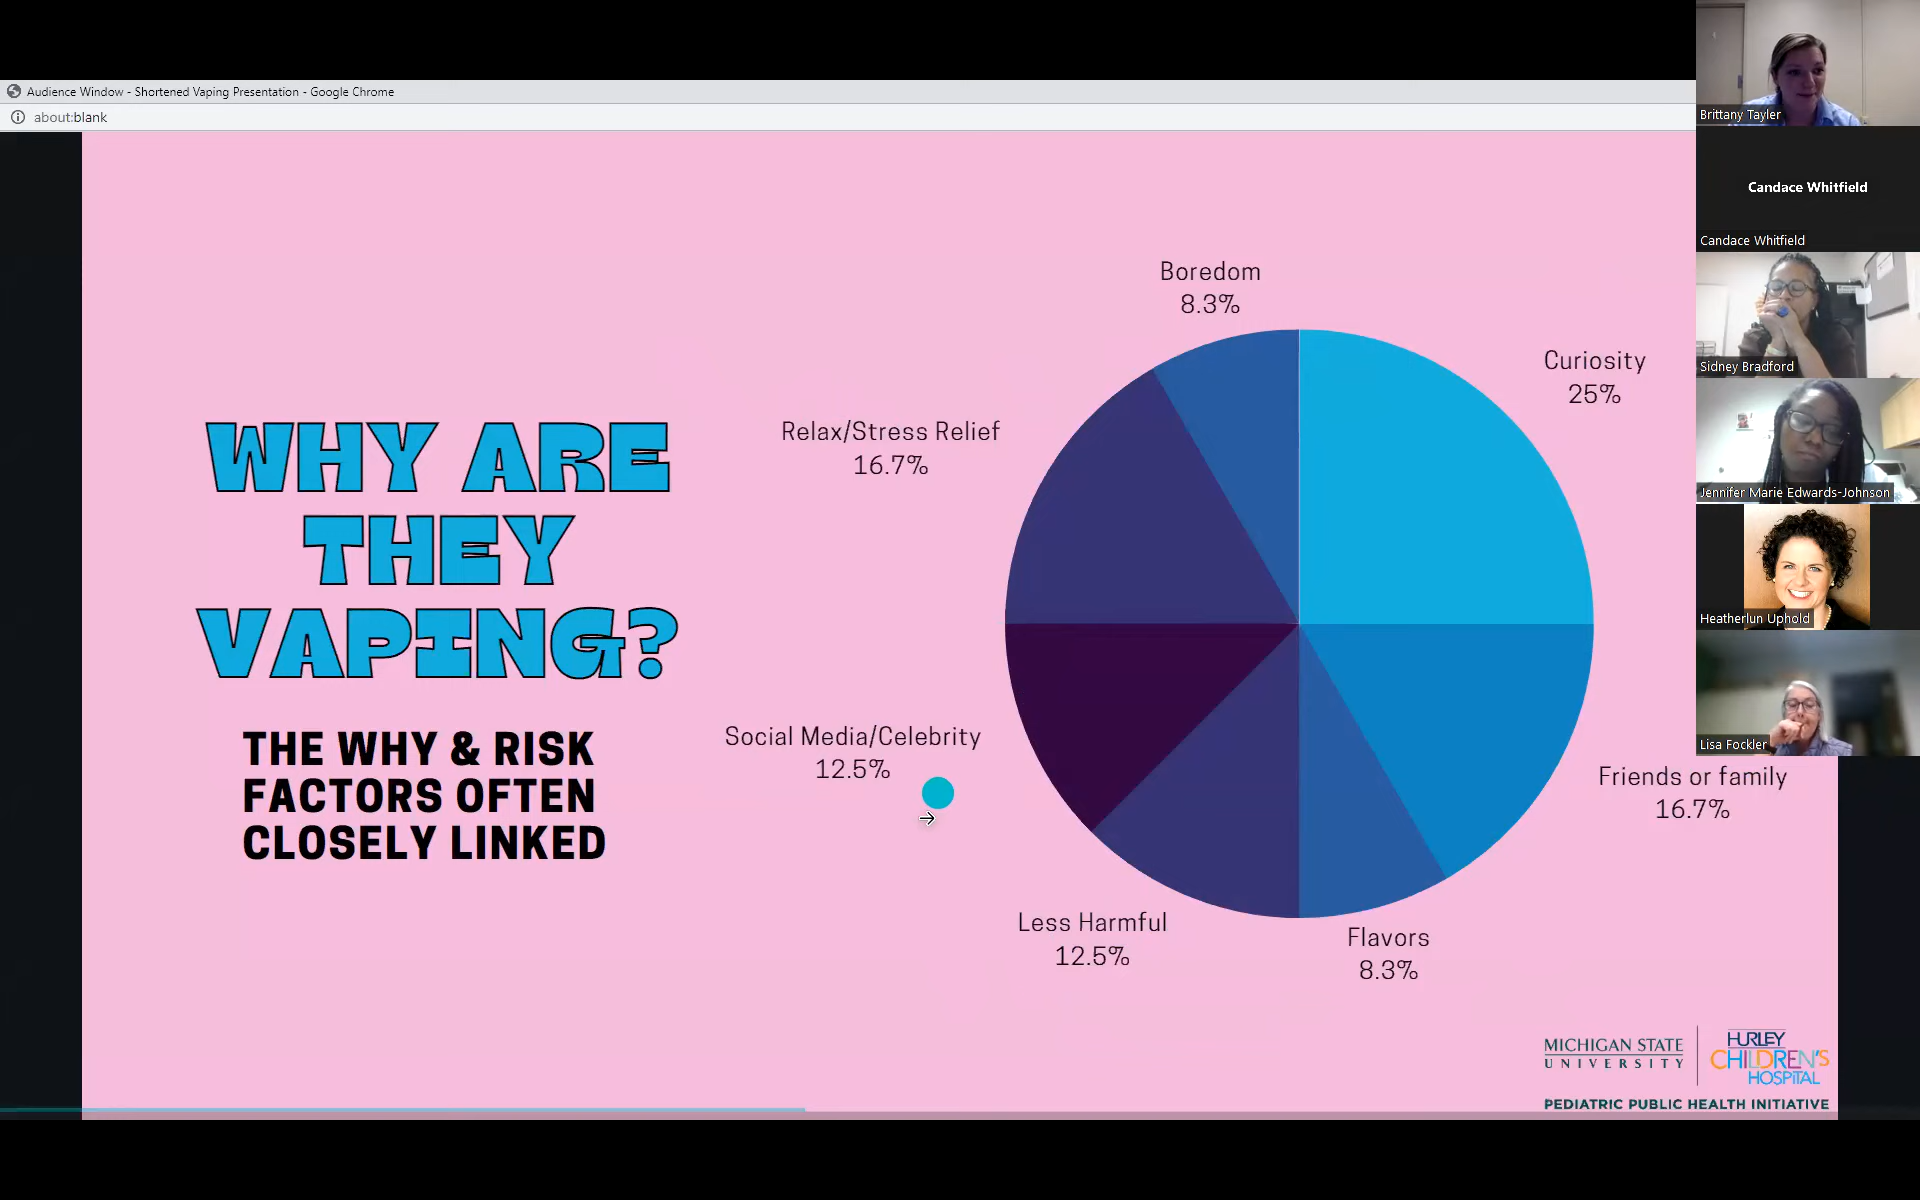 Audience Window - Shortened Vaping Presentation - Google Chrome
about:blank
WHY ARE
THEY
VAPING?
THE WHY & RISK
FACTORS OFTEN
CLOSELY LINKED
Boredom
8.3%
Curiosity
25%
Relax/Stress Relief
16.7%
Social Media/Celebrity
12.5%
Friends or family
16.7%
Less Harmful
12.5%
Flavors
8.3%
MICHIGAN STATE
UNIVERSITY
HURLEY
CHILDREN'S
HOSPITAL
PEDIATRIC PUBLIC HEALTH INITIATIVE
Brittany Tayler
Candace Whitfield
Candace Whitfield
Sidney Bradford
Jennifer Marie Edwards-Johnson
Heatherlun Uphold
Lisa Fockler